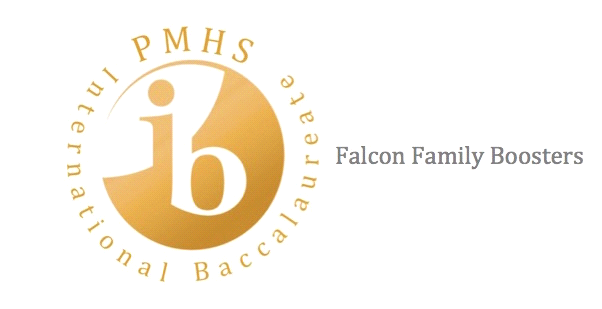 PMHS
International Baccalaureate
ib
Falcon Family Boosters